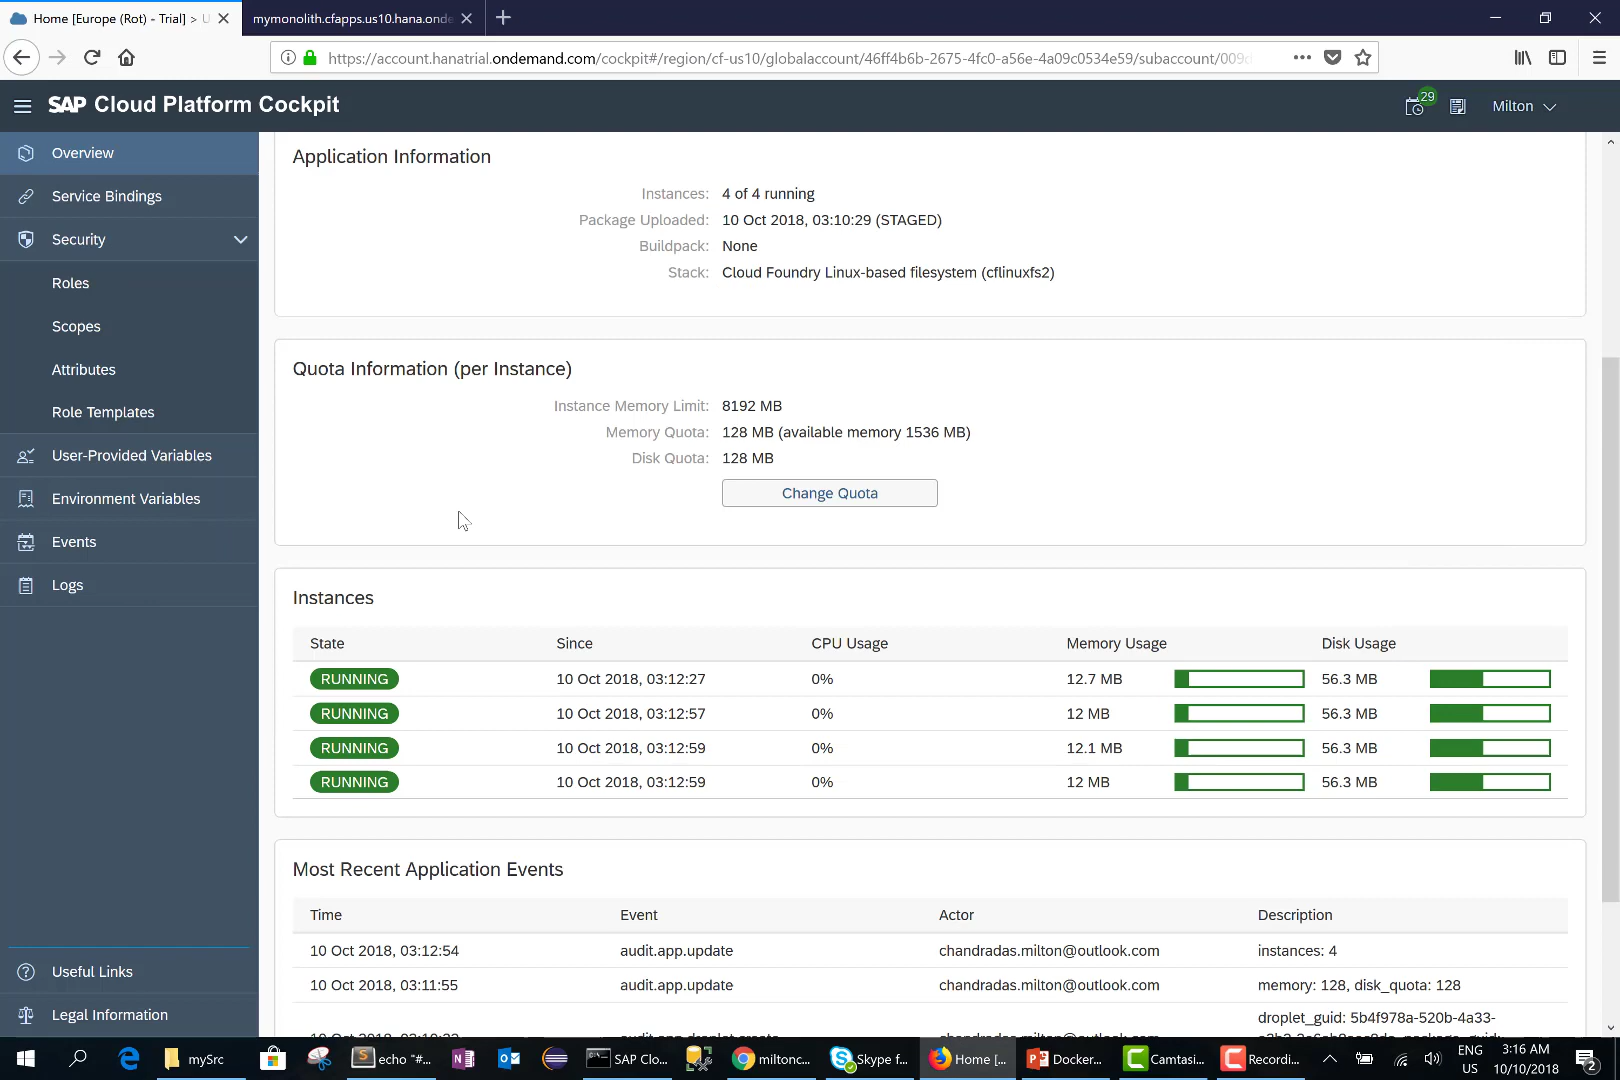 Home [Europe (Rot) - Trial] > U
mymonolith.cfapps.us10.hana.onde
https://account.hanatrial.ondemand.com/cockpit#/region/cf-us10/globalaccount/46ff4b6b-2675-4fc0-a56e-4a09c0534e59/subaccount/009
SAP Cloud Platform Cockpit
29
Milton
Overview
Service Bindings
Security
Roles
Scopes
Attributes
Role Templates
User-Provided Variables
Environment Variables
Events
Logs
Useful Links
Legal Information
Application Information
Instances: 4 of 4 running
Package Uploaded: 10 Oct 2018, 03:10:29 (STAGED)
Buildpack: None
Stack: Cloud Foundry Linux-based filesystem (cflinuxfs2)
Quota Information (per Instance)
Instance Memory Limit: 8192 MB
Memory Quota: 128 MB (available memory 1536 MB)
Disk Quota: 128 MB
Change Quota
Instances
State Since CPU Usage Memory Usage Disk Usage
RUNNING 10 Oct 2018, 03:12:27 0% 12.7 MB 56.3 MB
RUNNING 10 Oct 2018, 03:12:57 0% 12 MB 56.3 MB
RUNNING 10 Oct 2018, 03:12:59 0% 12.1 MB 56.3 MB
RUNNING 10 Oct 2018, 03:12:59 0% 12 MB 56.3 MB
Most Recent Application Events
Time Event Actor Description
10 Oct 2018, 03:12:54 audit.app.update chandradas.milton@outlook.com instances: 4
10 Oct 2018, 03:11:55 audit.app.update chandradas.milton@outlook.com memory: 128, disk_quota: 128
droplet_guid: 5b4f978a-520b-4a33-
mySrc
echo "#...
SAP Clo...
miltonc...
Skype f...
Home [...
Docker...
Camtasi...
Recordi...
ENG
US
3:16 AM
10/10/2018
2